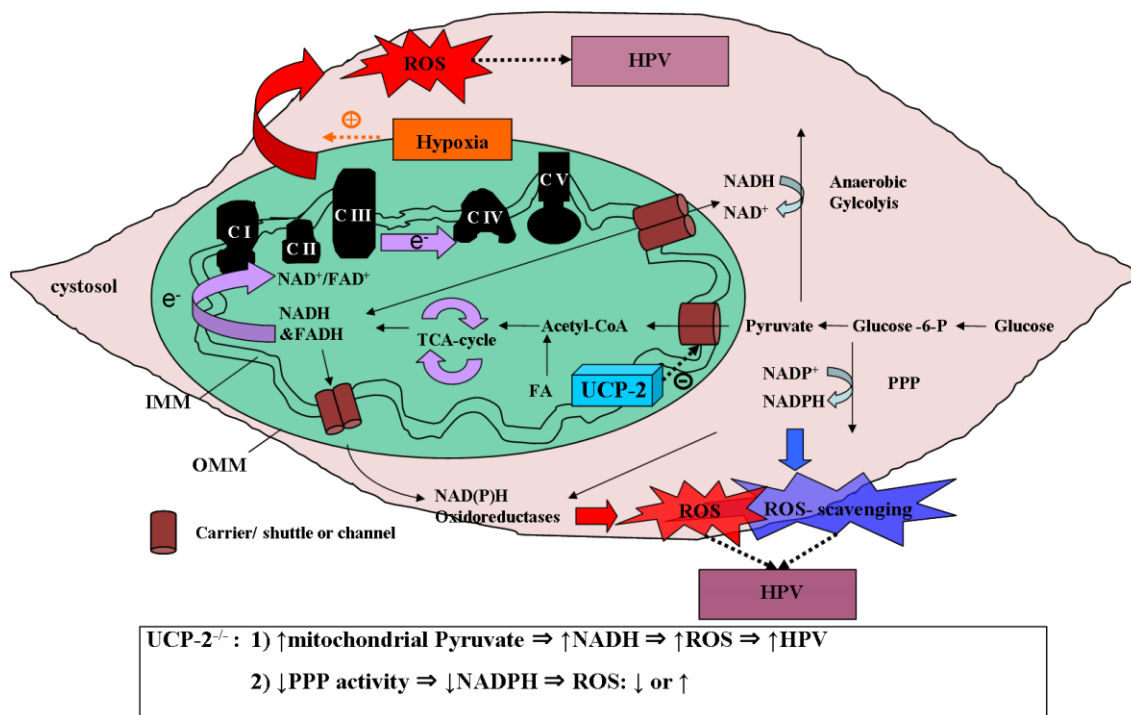 ROS
HPV
Hypoxia
NADH
NAD⁺
Anaerobic
Gylcolyis
C I
C II
C III
C IV
C V
e⁻
cystosol
e⁻
NAD⁺/FAD⁺
NADH
&FADH
TCA-cycle
Acetyl-CoA
Pyruvate
Glucose -6-P
Glucose
FA
UCP-2
NADP⁺
NADPH
PPP
IMM
OMM
NAD(P)H
Oxidoreductases
ROS
ROS- scavenging
Carrier/ shuttle or channel
HPV
UCP-2⁻/⁻ : 1) ↑mitochondrial Pyruvate ⇒ ↑NADH ⇒ ↑ROS ⇒ ↑HPV
2) ↓PPP activity ⇒ ↓NADPH ⇒ ROS: ↓ or ↑